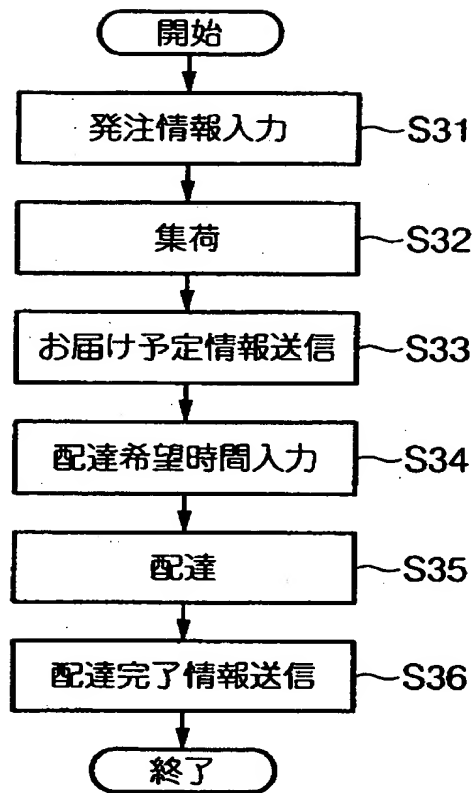 開始
発注情報入力 S31
集荷 S32
お届け予定情報送信 S33
配達希望時間入力 S34
配達 S35
配達完了情報送信 S36
終了